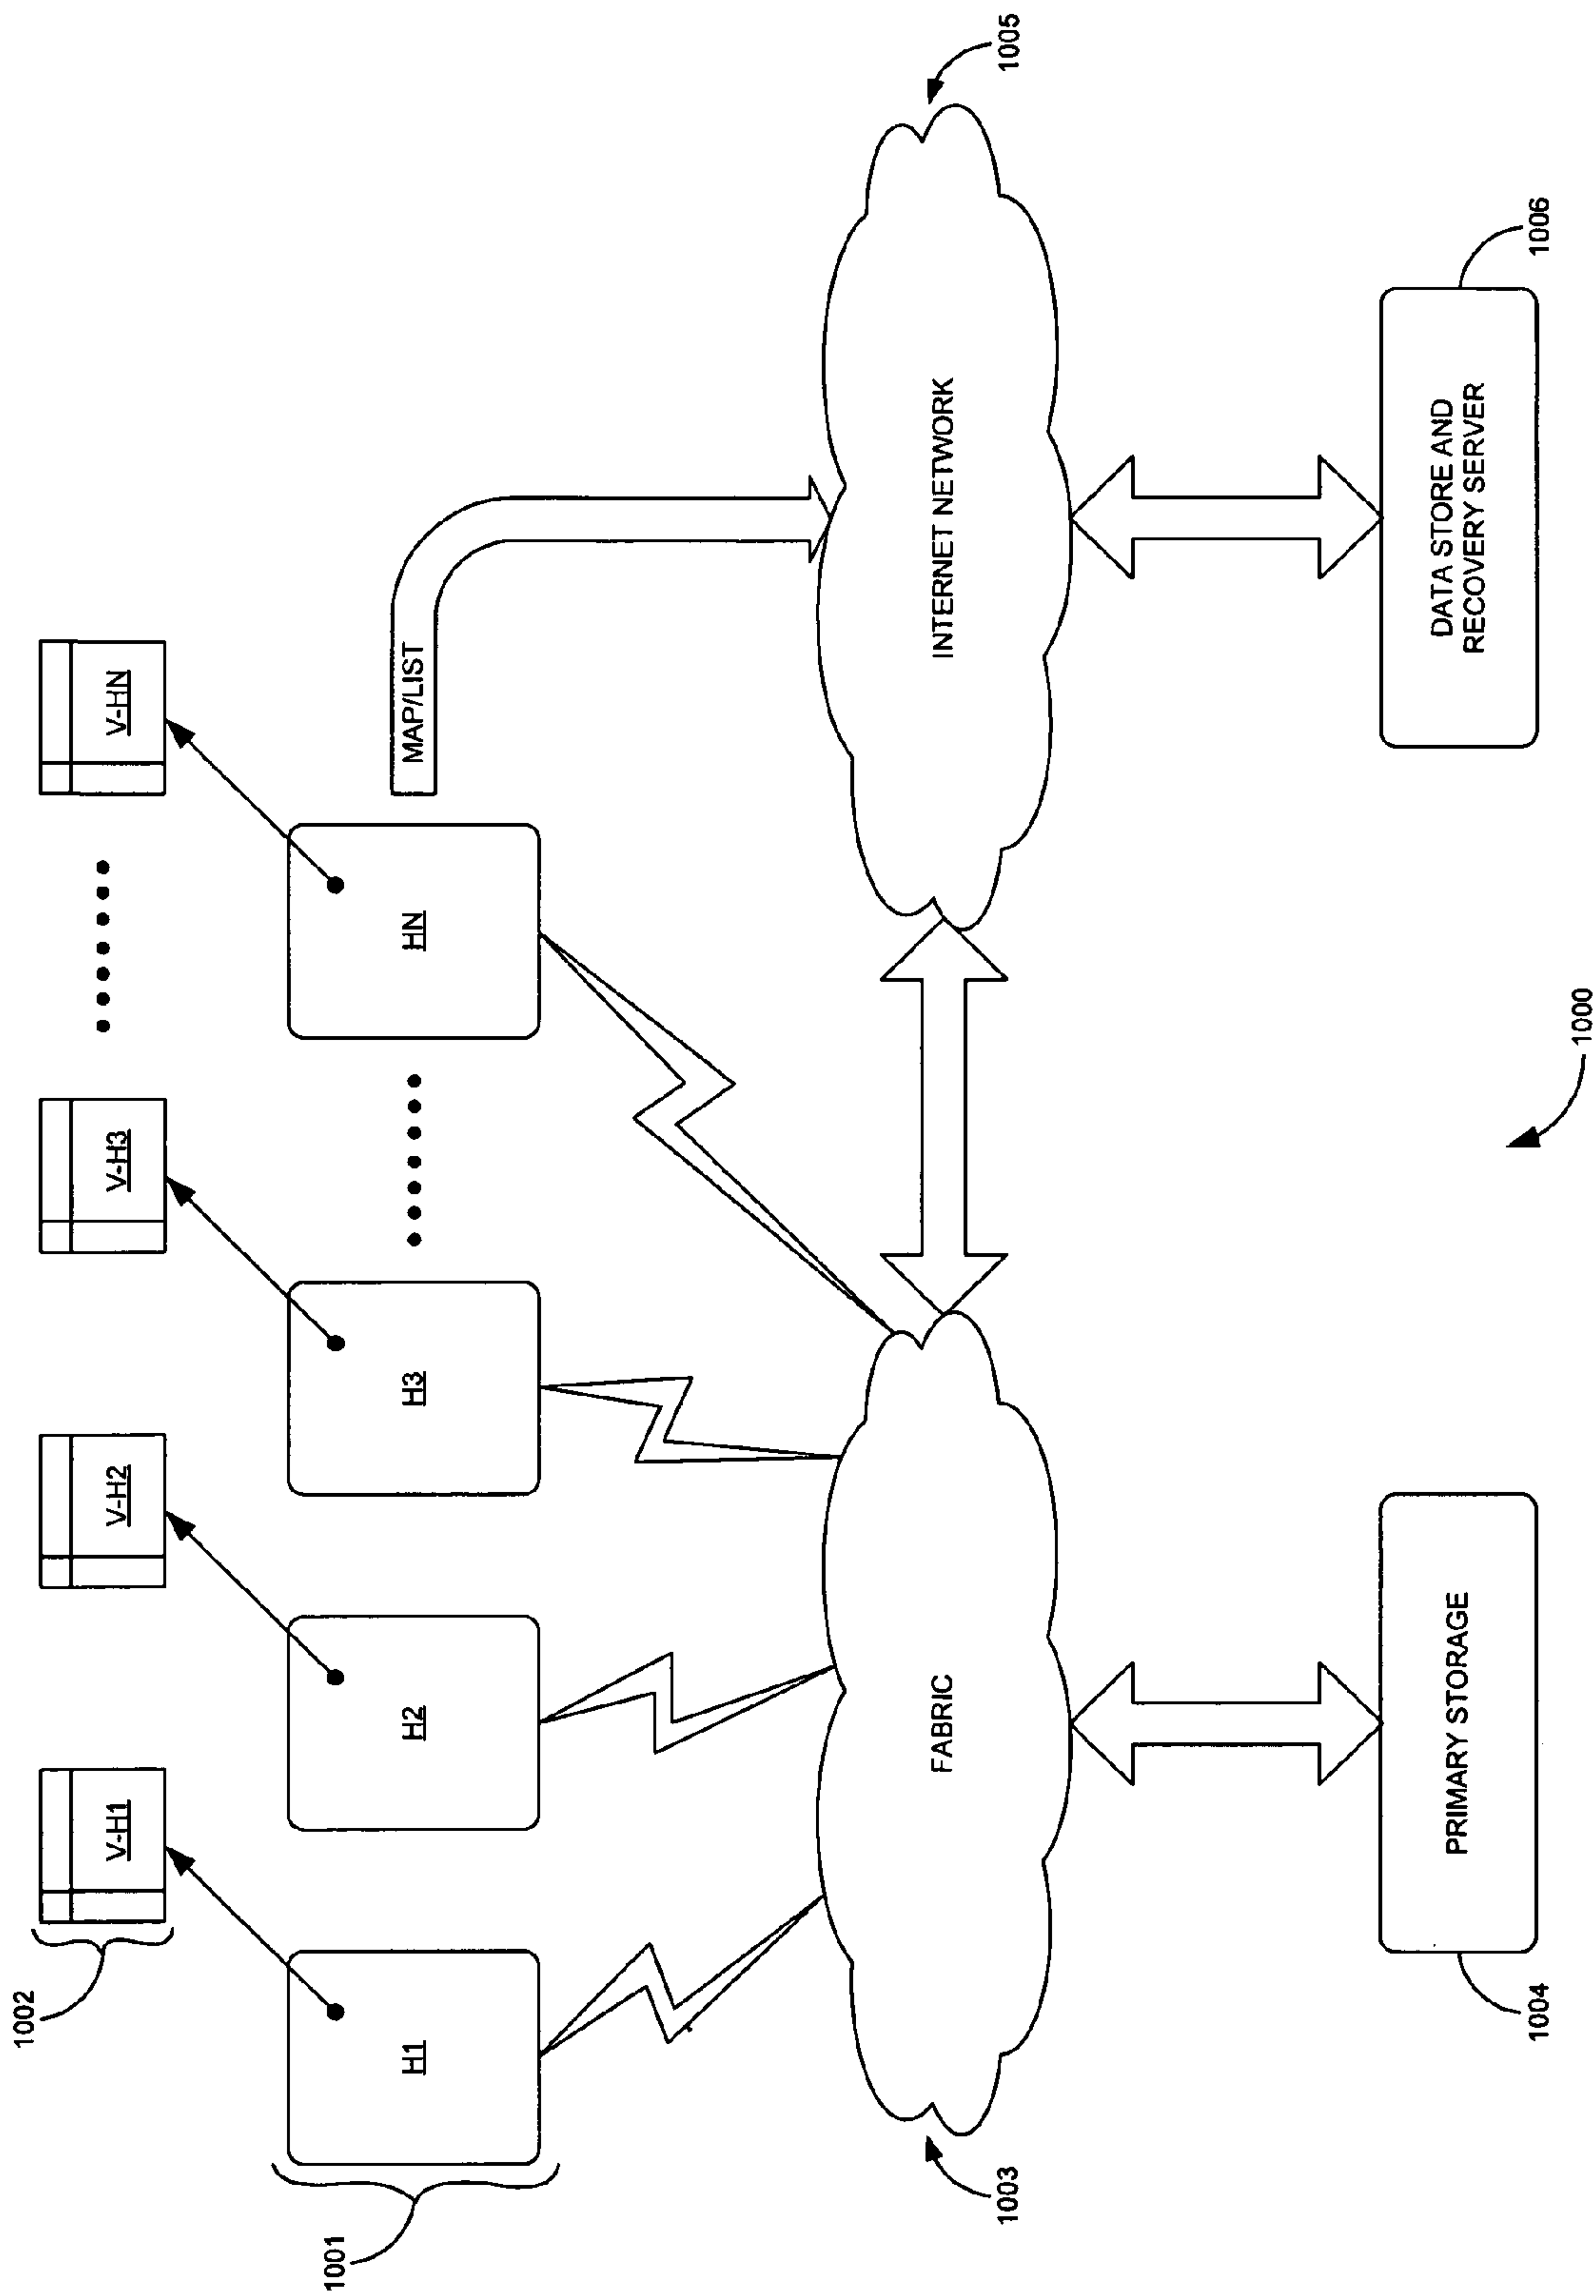 1002
V-H1
V-H2
V-H3
V-HN
1001
H1
H2
H3
HN
MAP/LIST
1003
FABRIC
INTERNET NETWORK
1005
1004
PRIMARY STORAGE
DATA STORE AND
RECOVERY SERVER
1006
1000